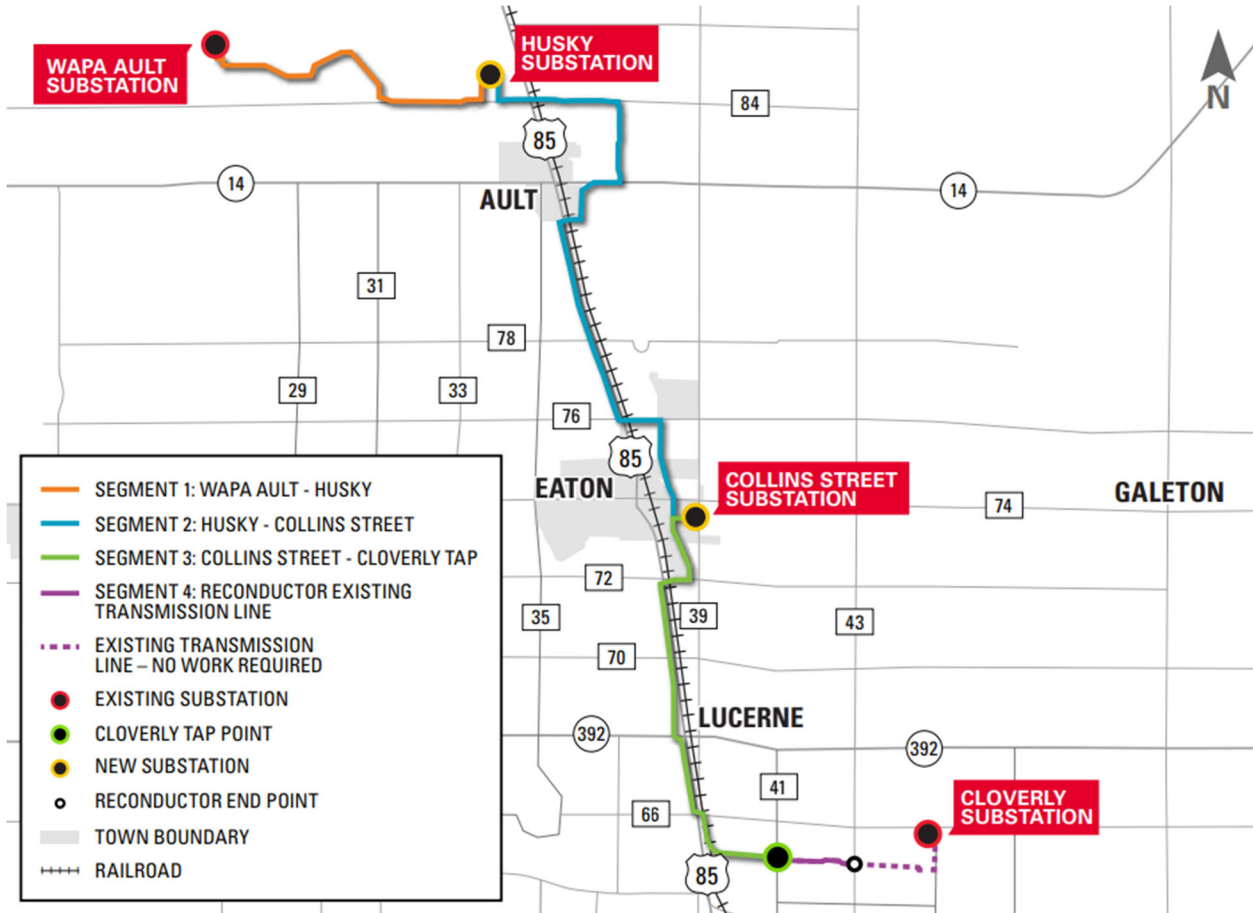 WAPA AULT
SUBSTATION
HUSKY
SUBSTATION
N
84
85
14
14
AULT
31
78
29
33
76
85
EATON
COLLINS STREET
SUBSTATION
GALETON
74
72
35
39
43
70
LUCERNE
392
392
41
66
CLOVERLY
SUBSTATION
85
SEGMENT 1: WAPA AULT - HUSKY
SEGMENT 2: HUSKY - COLLINS STREET
SEGMENT 3: COLLINS STREET - CLOVERLY TAP
SEGMENT 4: RECONDUCTOR EXISTING
TRANSMISSION LINE
EXISTING TRANSMISSION
LINE – NO WORK REQUIRED
EXISTING SUBSTATION
CLOVERLY TAP POINT
NEW SUBSTATION
RECONDUCTOR END POINT
TOWN BOUNDARY
RAILROAD